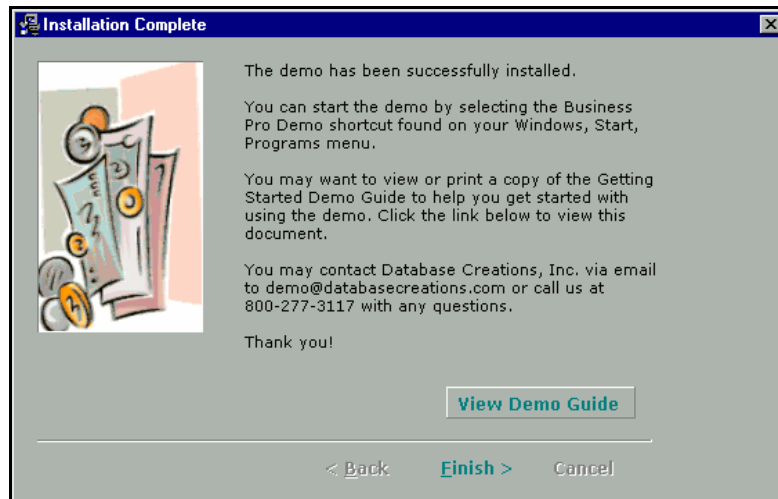 Installation Complete
The demo has been successfully installed.
You can start the demo by selecting the Business
Pro Demo shortcut found on your Windows, Start,
Programs menu.
You may want to view or print a copy of the Getting
Started Demo Guide to help you get started with
using the demo. Click the link below to view this
document.
You may contact Database Creations, Inc. via email
to demo@databasecreations.com or call us at
800-277-3117 with any questions.
Thank you!
View Demo Guide
< Back Finish > Cancel